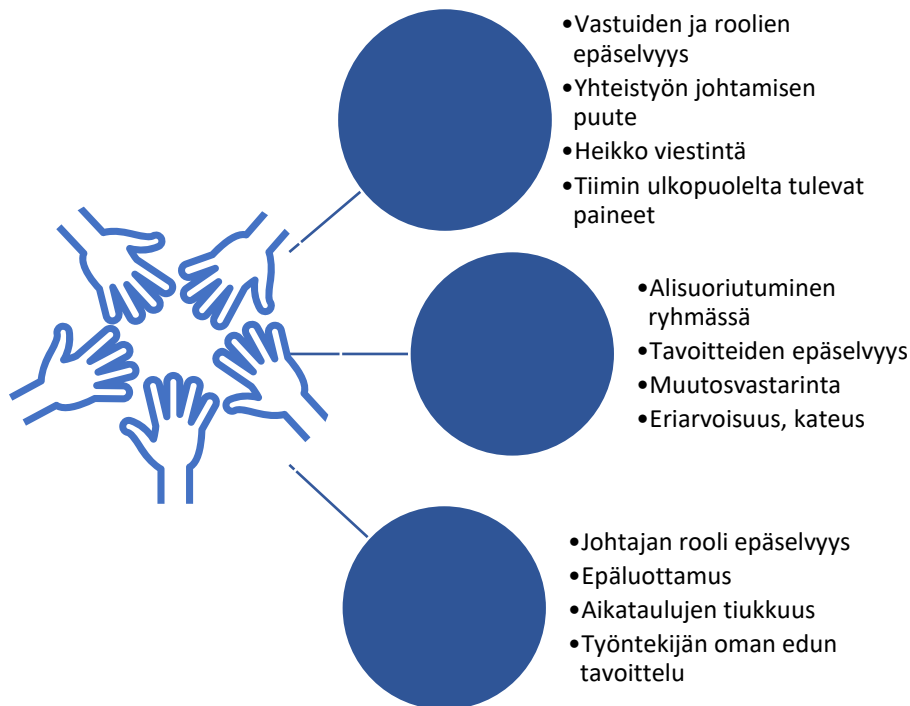 •Vastuiden ja roolien
epäselvyys
•Yhteistyön johtamisen
puute
•Heikko viestintä
•Tiimin ulkopuolelta tulevat
paineet
•Alisuoriutuminen
ryhmässä
•Tavoitteiden epäselvyys
•Muutosvastarinta
•Eriarvoisuus, kateus
•Johtajan rooli epäselvyys
•Epäluottamus
•Aikataulujen tiukkuus
•Työntekijän oman edun
tavoittelu